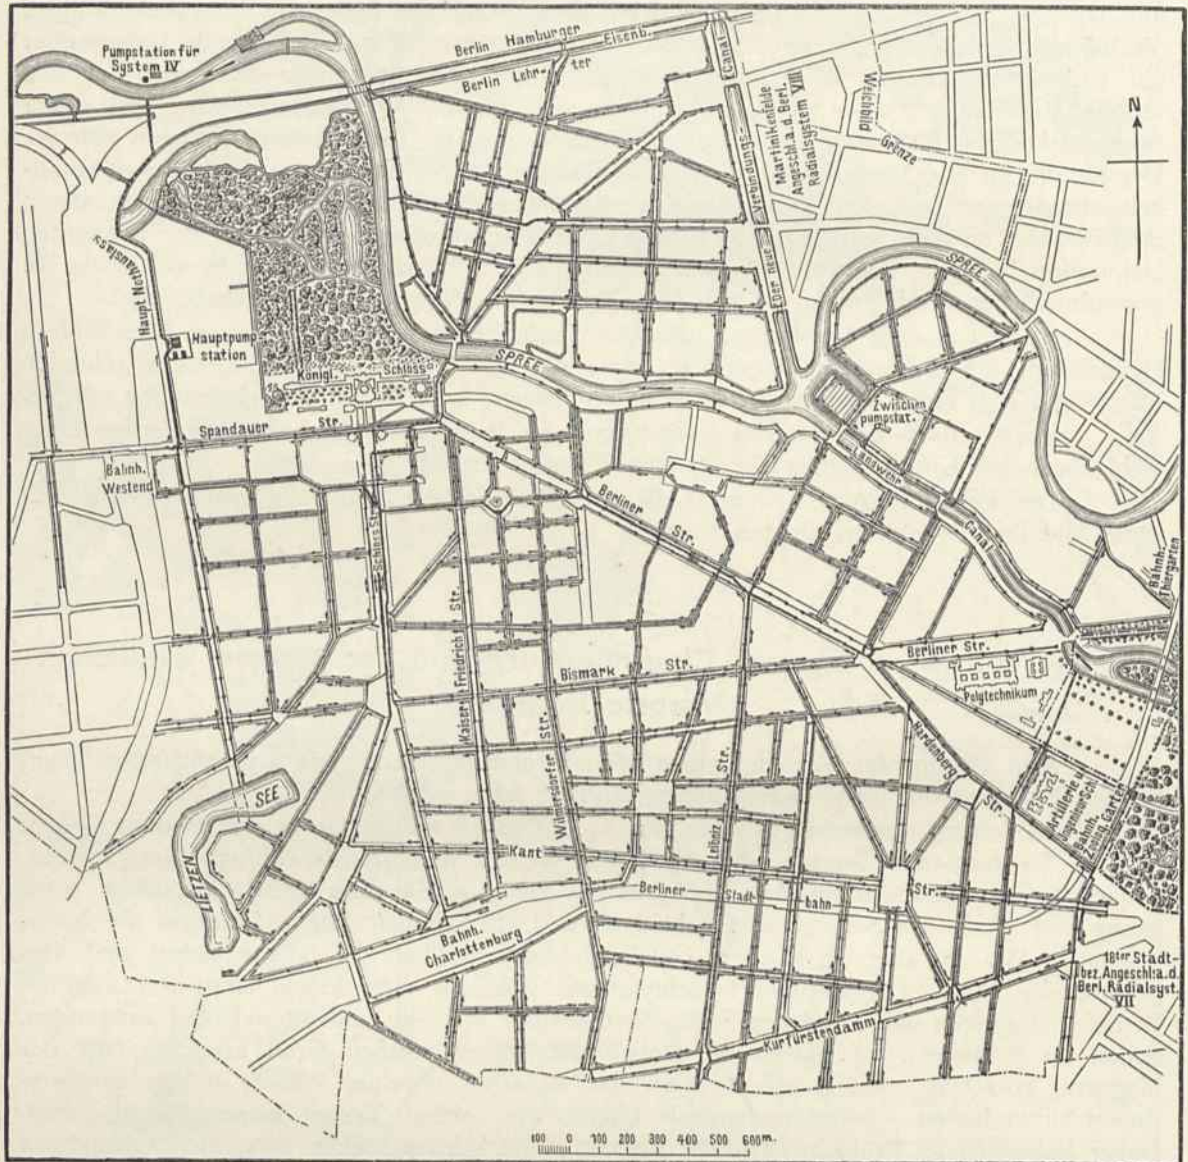 Pumpstation für
System IV
Berlin Hamburger Eisenb.
Berlin Lehrter
Canal
Verbindungs-
Der neue
Martinikenfelde
Angeschl. a. d. Berl.
Radialsystem VIII
Weichbild
Grenze
N
SPREE
Haupt Nothauslass
Hauptpump
station
Königl. Schloss
SPREE
Zwischen
pumpstat.
Landwehr Canal
Spandauer Str.
Bahnh.
Westend
Schloss Str.
Berliner Str.
Bahnh.
Thiergarten
Kaiser Friedrich Str.
Bismark Str.
Berliner Str.
Polytechnikum
Wilmersdorfer Str.
Hardenberg Str.
Leibniz Str.
Artillerie u.
Ingenieur Sch.
Bahnh.
Zoolog. Garten
LIETZEN SEE
Kant Str.
Berliner Stadt bahn
Bahnh.
Charlottenburg
18ter Stadt-
bez. Angeschl. a. d.
Berl. Radialsyst.
VII
Kurfürstendamm
100 0 100 200 300 400 500 600 m.